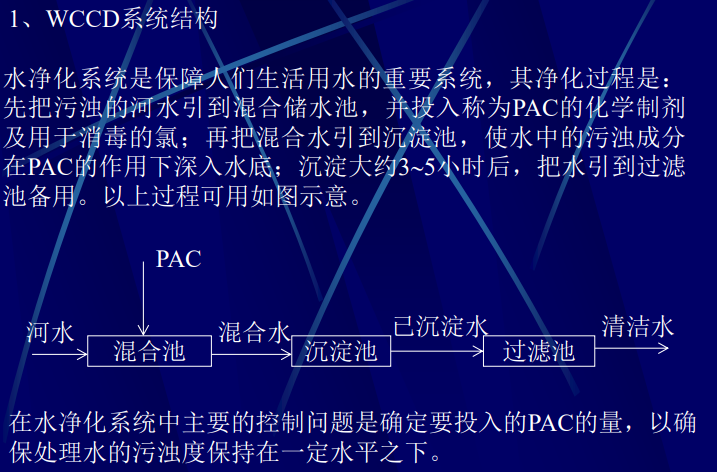 1、WCCD系统结构
水净化系统是保障人们生活用水的重要系统，其净化过程是：
先把污浊的河水引到混合储水池，并投入称为PAC的化学制剂
及用于消毒的氯；再把混合水引到沉淀池，使水中的污浊成分
在PAC的作用下深入水底；沉淀大约3~5小时后，把水引到过滤
池备用。以上过程可用如图示意。
PAC
河水
混合池
混合水
沉淀池
已沉淀水
过滤池
清洁水
在水净化系统中主要的控制问题是确定要投入的PAC的量，以确
保处理水的污浊度保持在一定水平之下。